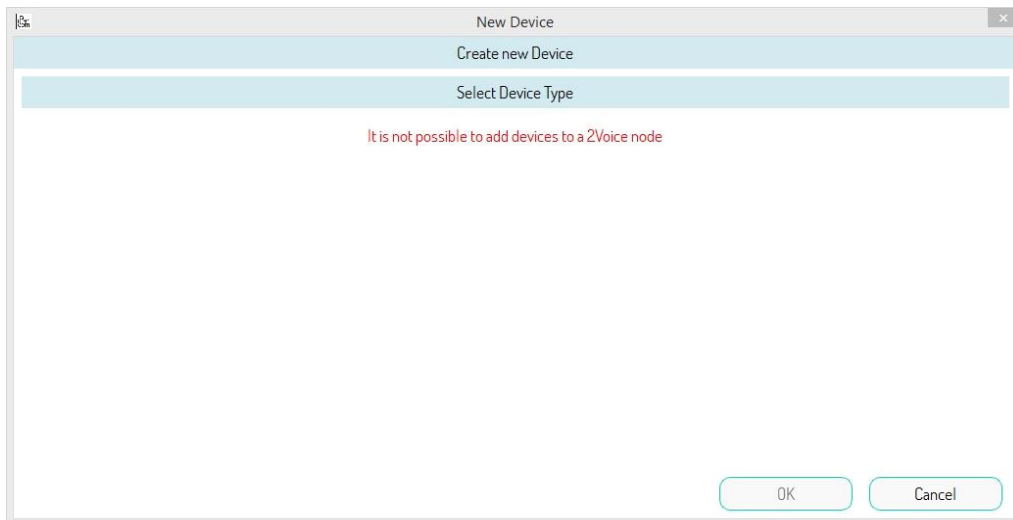 New Device
Create new Device
Select Device Type
It is not possible to add devices to a 2Voice node
OK
Cancel